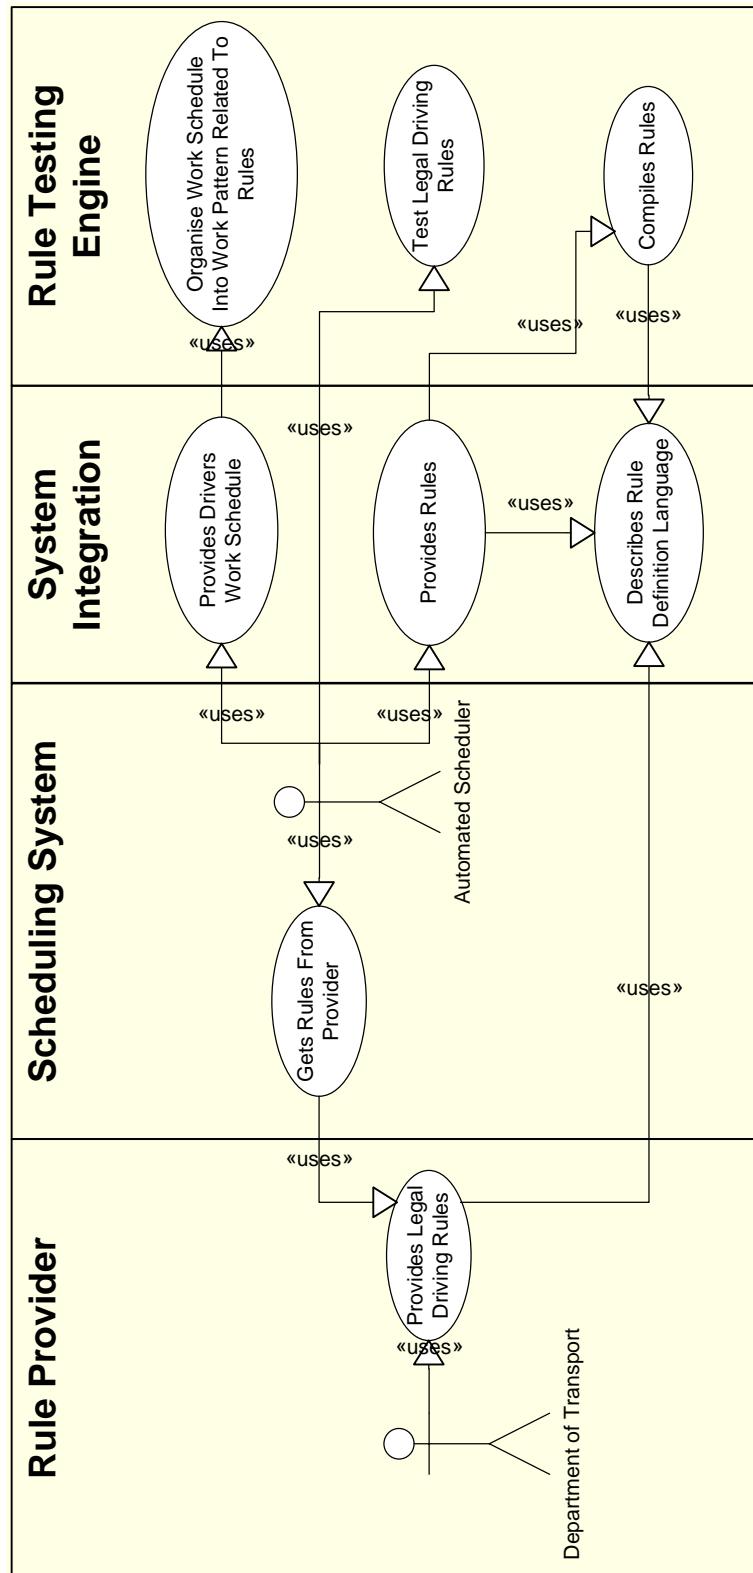 Rule Provider
Scheduling System
System
Integration
Rule Testing
Engine
«uses»
Provides Legal
Driving Rules
Department of Transport
«uses»
Gets Rules From
Provider
«uses»
Automated Scheduler
«uses»
«uses»
«uses»
«uses»
Provides Drivers
Work Schedule
Provides Rules
«uses»
Describes Rule
Definition Language
«uses»
Organise Work Schedule
Into Work Pattern Related To
Rules
Test Legal Driving
Rules
«uses»
«uses»
Compiles Rules